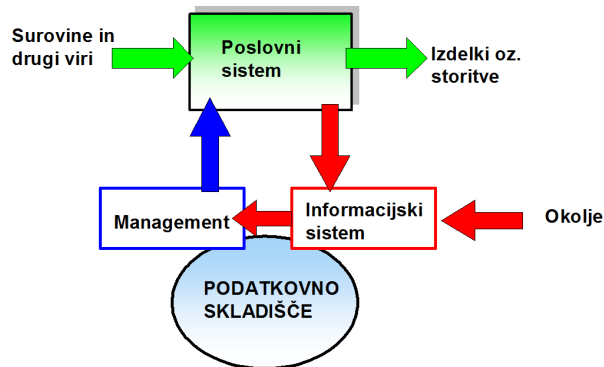 Surovine in
drugi viri
Poslovni
sistem
Izdelki oz.
storitve
Management
Informacijski
sistem
Okolje
PODATKOVNO
SKLADIŠČE